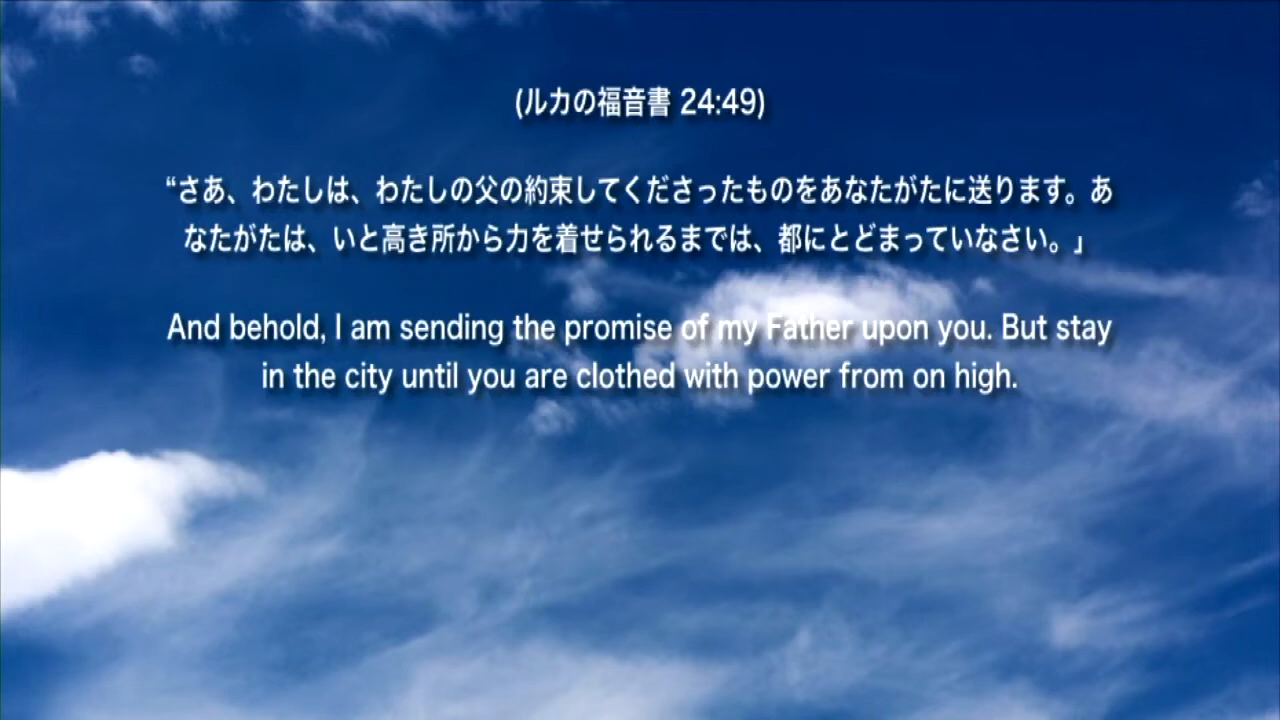 (ルカの福音書 24:49)
“さあ、わたしは、わたしの父の約束してくださったものをあなたがたに送ります。あ
なたがたは、いと高き所から力を着せられるまでは、都にとどまっていなさい。」
And behold, I am sending the promise of my Father upon you. But stay
in the city until you are clothed with power from on high.